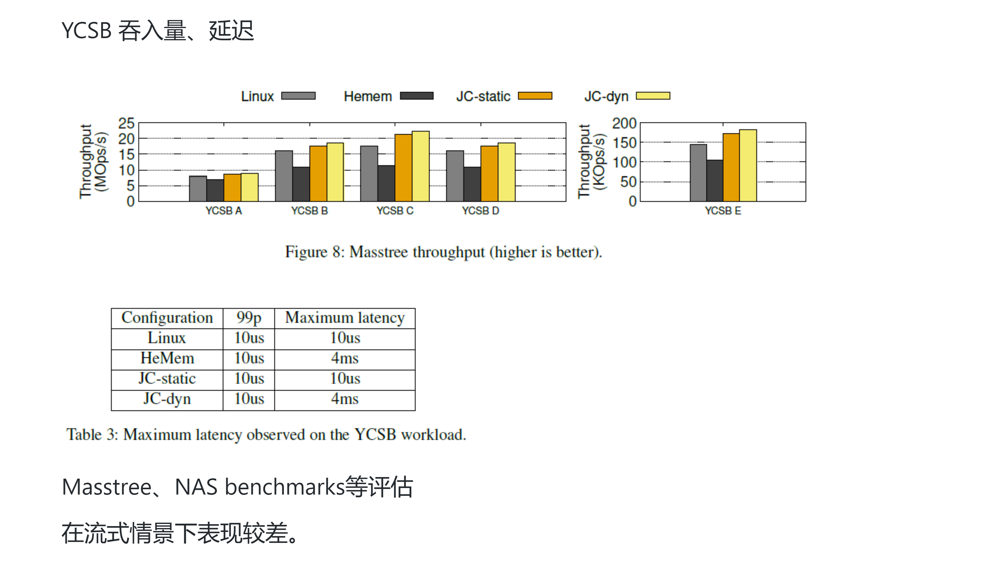 YCSB 吞入量、延迟
Linux Hemem JC-static JC-dyn
Throughput
(MOps/s)
25
20
15
10
5
0
YCSB A YCSB B YCSB C YCSB D
Throughput
(KOps/s)
200
150
100
50
0
YCSB E
Figure 8: Masstree throughput (higher is better).
Configuration 99p Maximum latency
Linux 10us 10us
HeMem 10us 4ms
JC-static 10us 10us
JC-dyn 10us 4ms
Table 3: Maximum latency observed on the YCSB workload.
Masstree、NAS benchmarks等评估
在流式情景下表现较差。